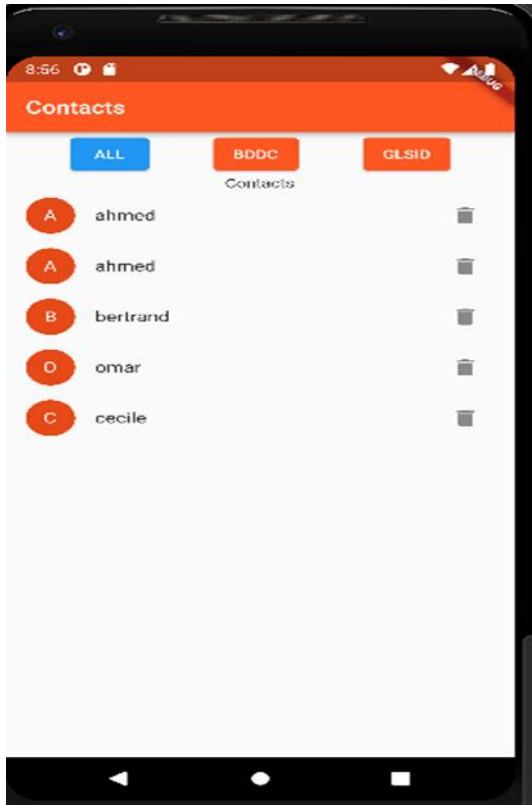 8:56
DEBUG
Contacts
ALL BDDC GLSID
Contacts
A ahmed
A ahmed
B bertrand
O omar
C cecile